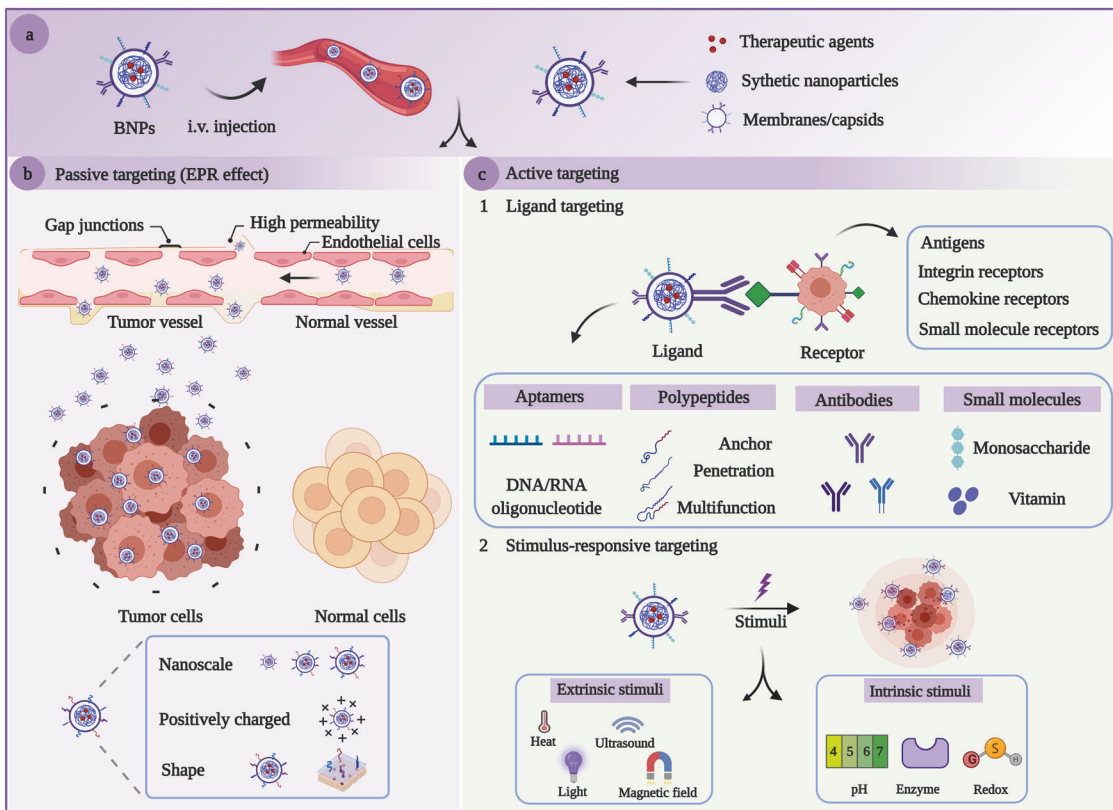 a
BNPs
i.v. injection
Therapeutic agents
Sythetic nanoparticles
Membranes/capsids
b
Passive targeting (EPR effect)
Gap junctions
High permeability
Endothelial cells
Tumor vessel
Normal vessel
Tumor cells
Normal cells
Nanoscale
Positively charged
Shape
c
Active targeting
1 Ligand targeting
Ligand
Receptor
Antigens
Integrin receptors
Chemokine receptors
Small molecule receptors
Aptamers
DNA/RNA
oligonucleotide
Polypeptides
Anchor
Penetration
Multifunction
Antibodies
Small molecules
Monosaccharide
Vitamin
2 Stimulus-responsive targeting
Stimuli
Extrinsic stimuli
Heat
Ultrasound
Light
Magnetic field
Intrinsic stimuli
4 5 6 7
pH
Enzyme
G S H
Redox